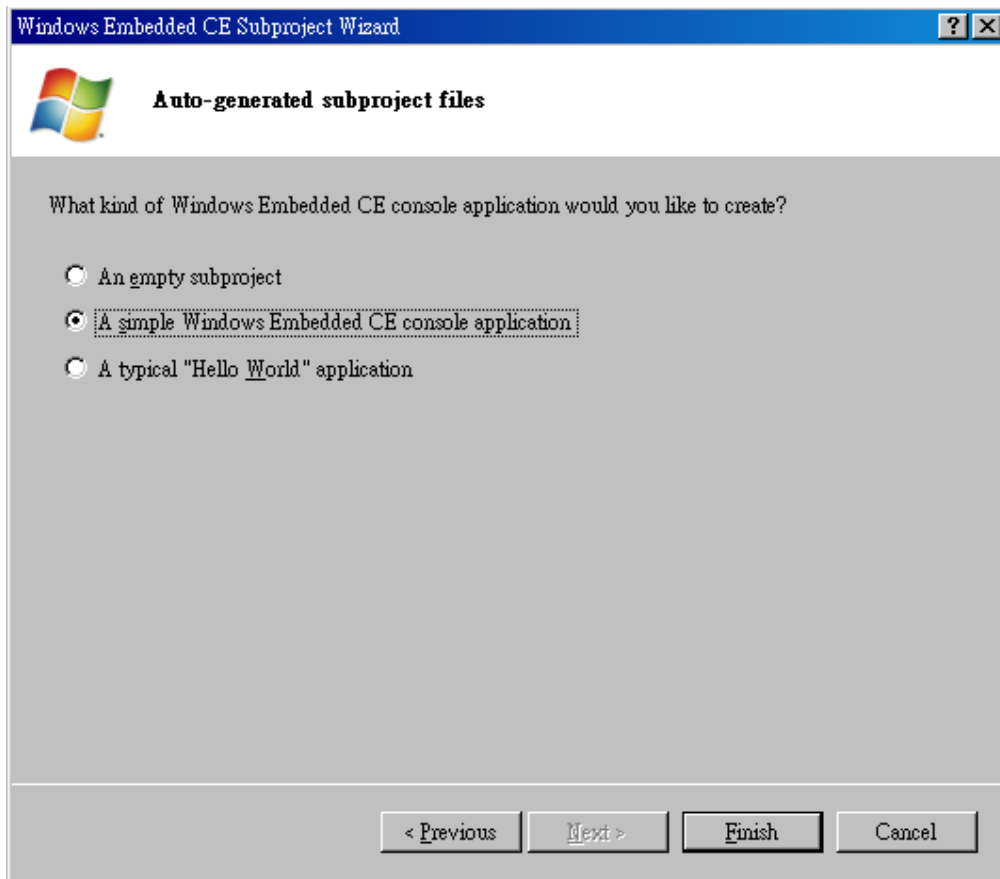 Windows Embedded CE Subproject Wizard
Auto-generated subproject files
What kind of Windows Embedded CE console application would you like to create?
An empty subproject
A simple Windows Embedded CE console application
A typical "Hello World" application
< Previous
Next >
Finish
Cancel